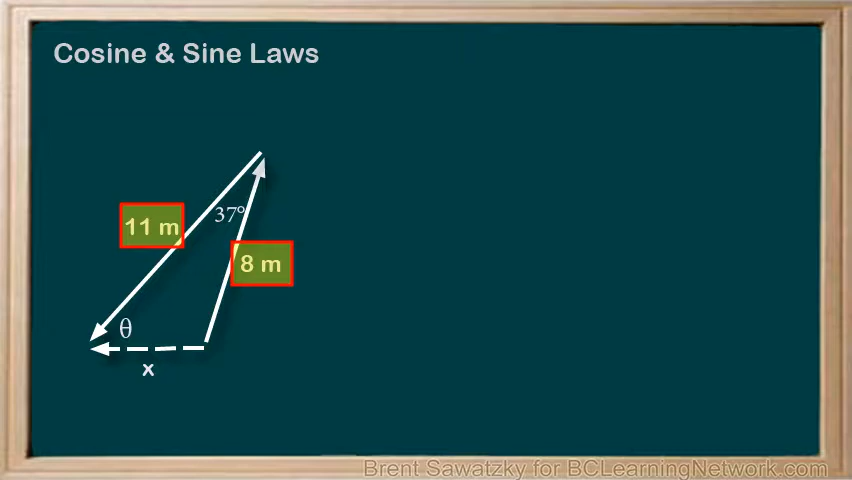 Cosine & Sine Laws
37°
11 m
8 m
θ
x
Brent Sawatzky for BCLearningNetwork.com